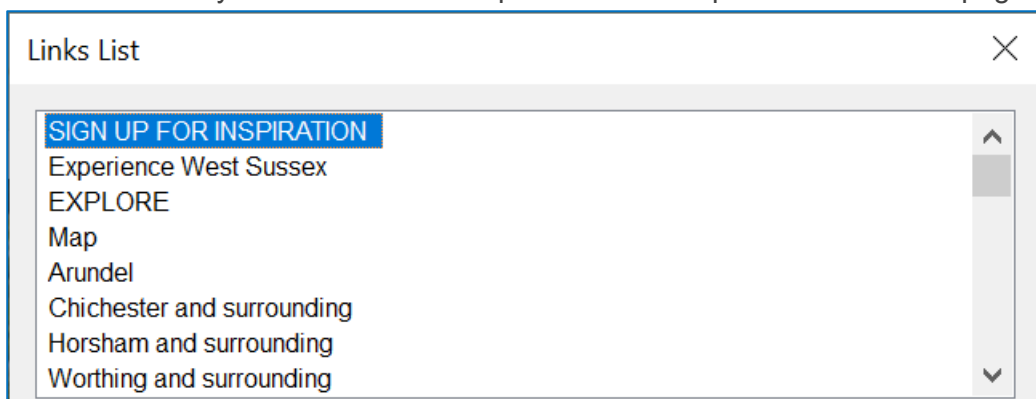 Links List
SIGN UP FOR INSPIRATION
Experience West Sussex
EXPLORE
Map
Arundel
Chichester and surrounding
Horsham and surrounding
Worthing and surrounding